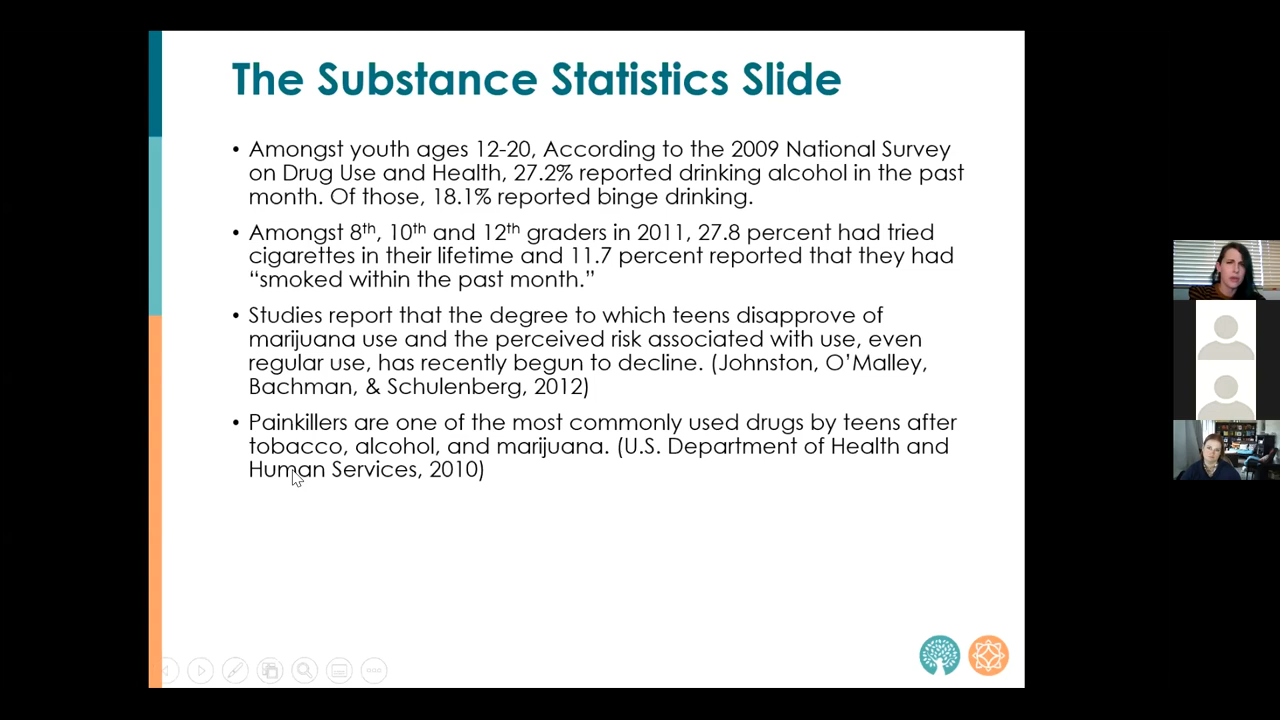 The Substance Statistics Slide
• Amongst youth ages 12-20, According to the 2009 National Survey
on Drug Use and Health, 27.2% reported drinking alcohol in the past
month. Of those, 18.1% reported binge drinking.
• Amongst 8th, 10th and 12th graders in 2011, 27.8 percent had tried
cigarettes in their lifetime and 11.7 percent reported that they had
“smoked within the past month.”
• Studies report that the degree to which teens disapprove of
marijuana use and the perceived risk associated with use, even
regular use, has recently begun to decline. (Johnston, O’Malley,
Bachman, & Schulenberg, 2012)
• Painkillers are one of the most commonly used drugs by teens after
tobacco, alcohol, and marijuana. (U.S. Department of Health and
Human Services, 2010)